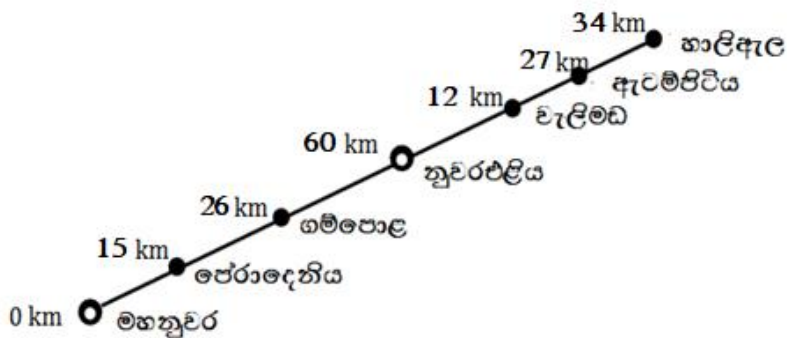 34 km හාලිඇල
27 km ඇටම්පිටිය
12 km වැලිමඩ
60 km නුවරඑළිය
26 km ගම්පොළ
15 km පේරාදෙනිය
0 km මහනුවර